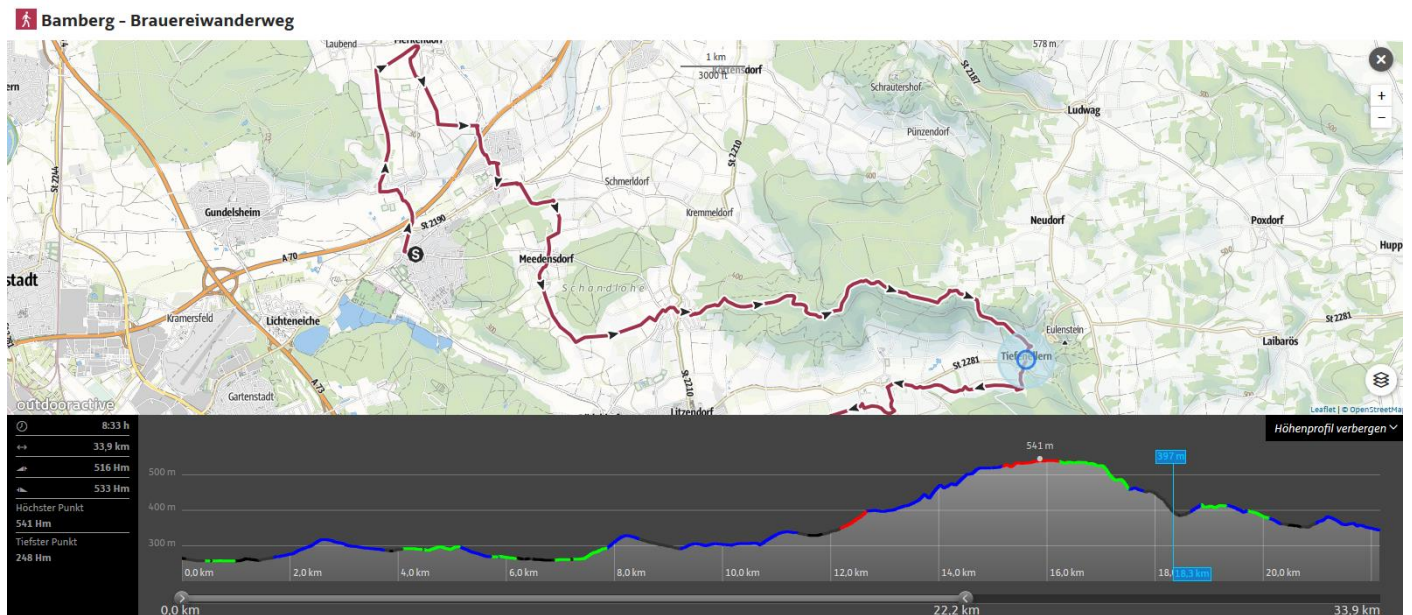 Bamberg - Brauereiwanderweg
Laubend
1 km
3000 ft
578 m
St 2187
Schrautershof
Ludwag
Pünzendorf
St 2244
St 2210
Schmerldorf
Gundelsheim
Kremmeldorf
Neudorf
Poxdorf
St 2190
S
A 70
Meedensdorf
Schandlohe
stadt
Kramersfeld
Lichteneiche
St 2281
Eulenstein
Laibarös
St 2281
A 73
St 2210
Gartenstadt
Litzendorf
outdooractive
Leaflet | © OpenStreetMap
8:33 h
33,9 km
516 Hm
533 Hm
Höchster Punkt
541 Hm
Tiefster Punkt
248 Hm
Höhenprofil verbergen
541 m
397 m
500 m
400 m
300 m
0,0 km
2,0 km
4,0 km
6,0 km
8,0 km
10,0 km
12,0 km
14,0 km
16,0 km
18,3 km
20,0 km
0,0 km
22.2 km
33.9 km